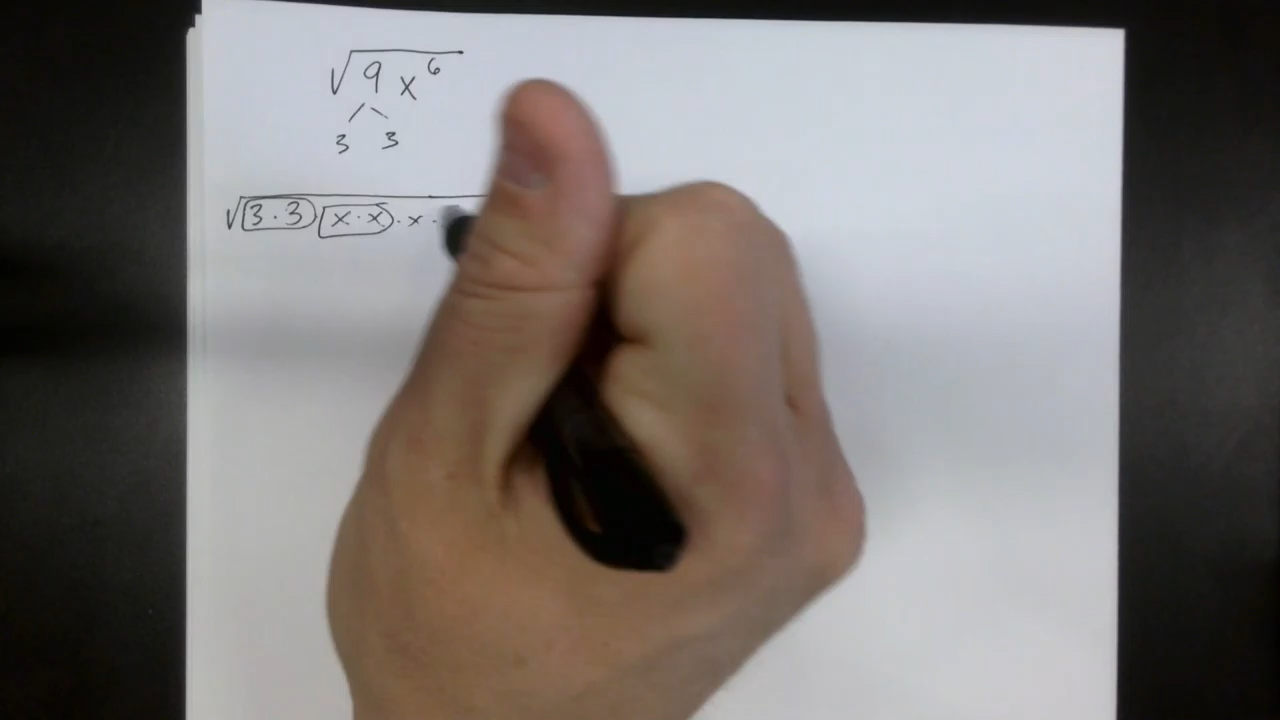 √9x⁶
3 3
√3·3 x·x·x·